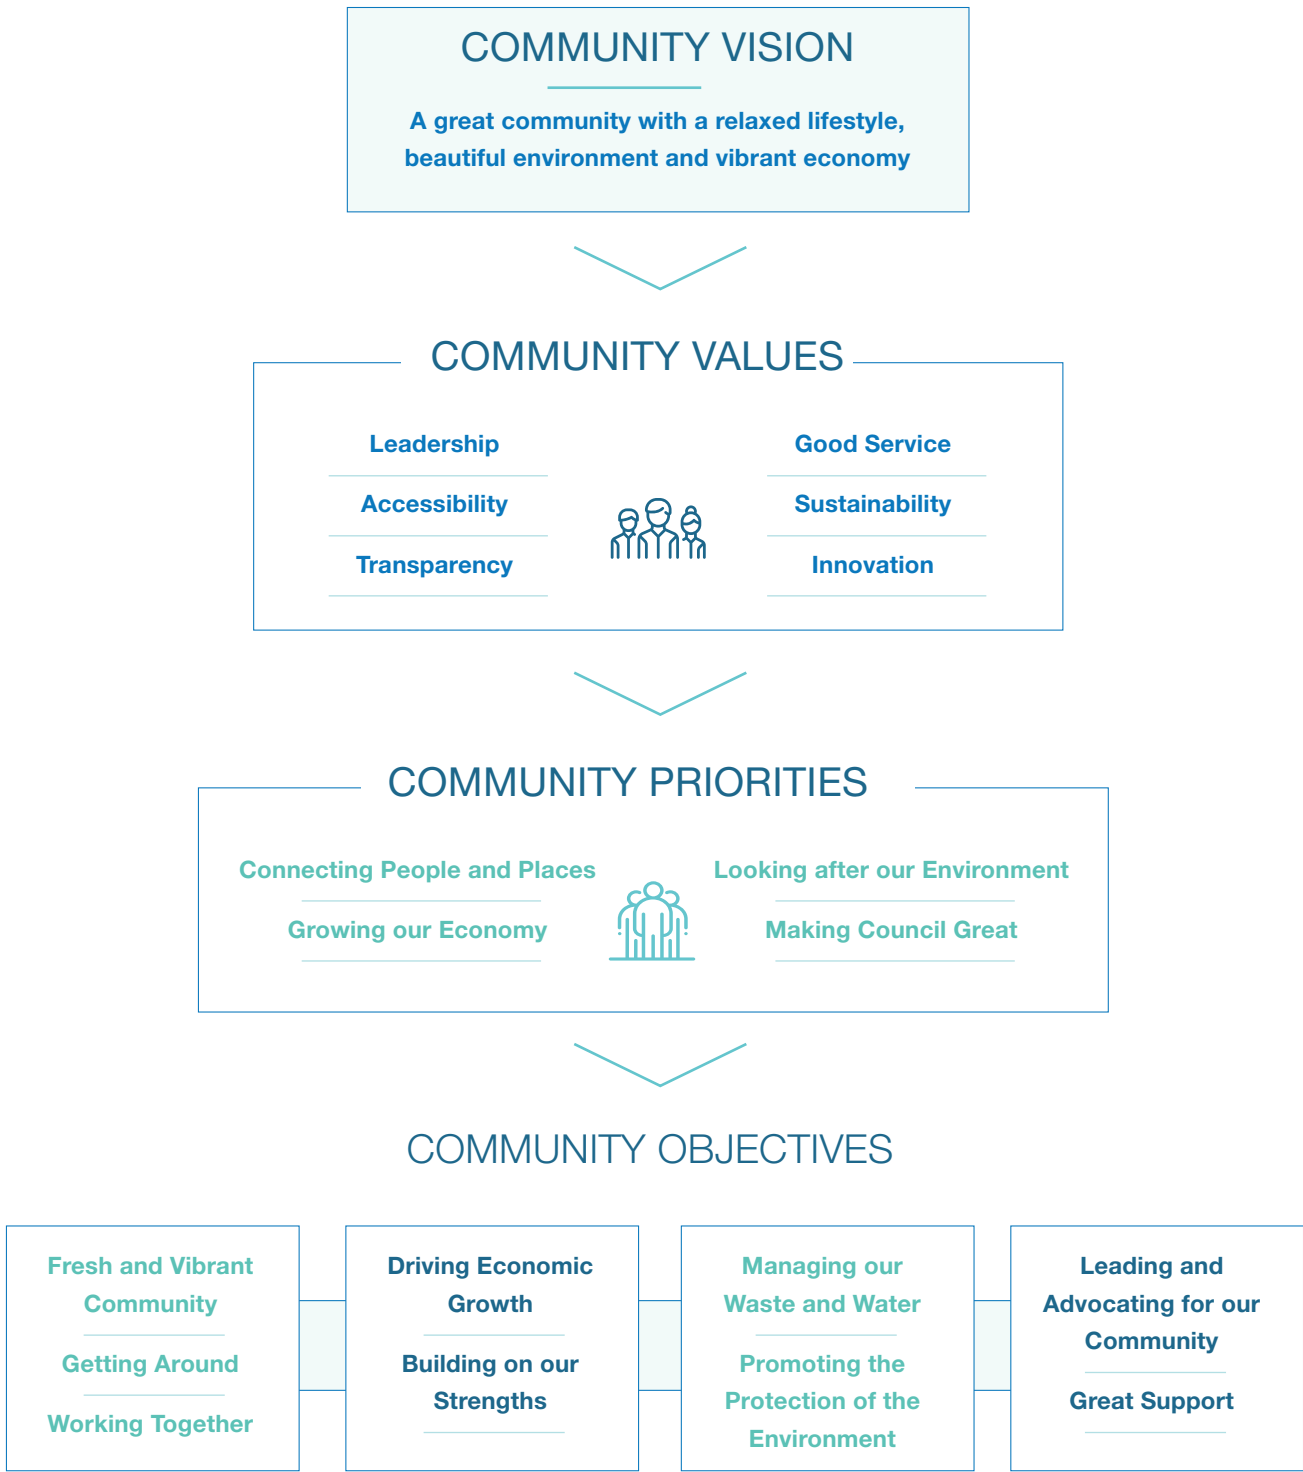 COMMUNITY VISION
A great community with a relaxed lifestyle,
beautiful environment and vibrant economy
COMMUNITY VALUES
Leadership
Accessibility
Transparency
Good Service
Sustainability
Innovation
COMMUNITY PRIORITIES
Connecting People and Places
Growing our Economy
Looking after our Environment
Making Council Great
COMMUNITY OBJECTIVES
Fresh and Vibrant
Community
Getting Around
Working Together
Driving Economic
Growth
Building on our
Strengths
Managing our
Waste and Water
Promoting the
Protection of the
Environment
Leading and
Advocating for our
Community
Great Support